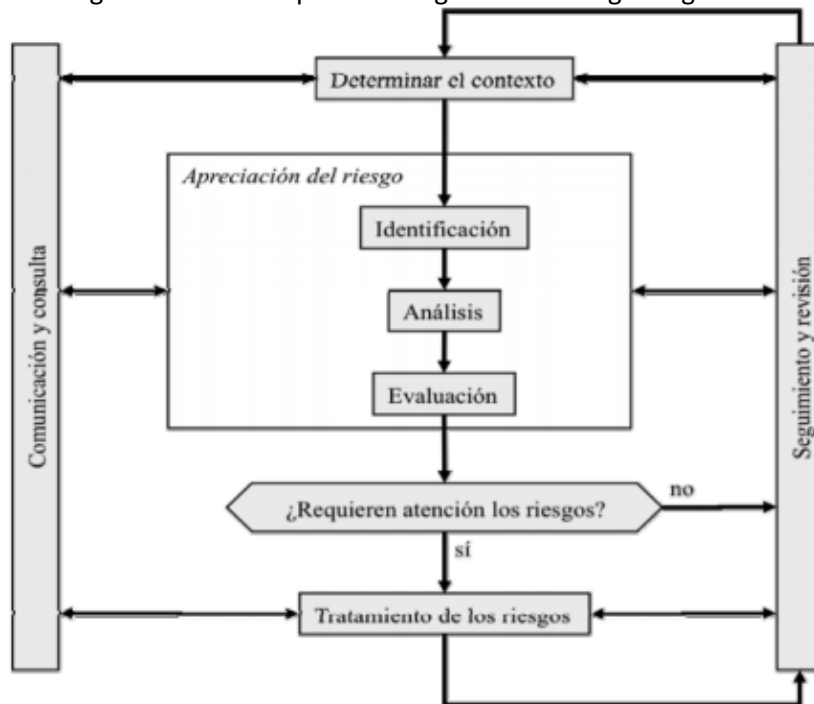 Determinar el contexto
Apreciación del riesgo
Identificación
Análisis
Evaluación
Comunicación y consulta
Seguimiento y revisión
¿Requieren atención los riesgos?
no
sí
Tratamiento de los riesgos